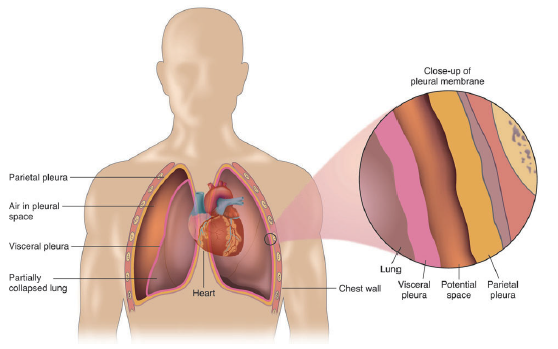 Close-up of
pleural membrane
Parietal pleura
Air in pleural
space
Visceral pleura
Partially
collapsed lung
Heart
Chest wall
Lung
Visceral
pleura
Potential
space
Parietal
pleura